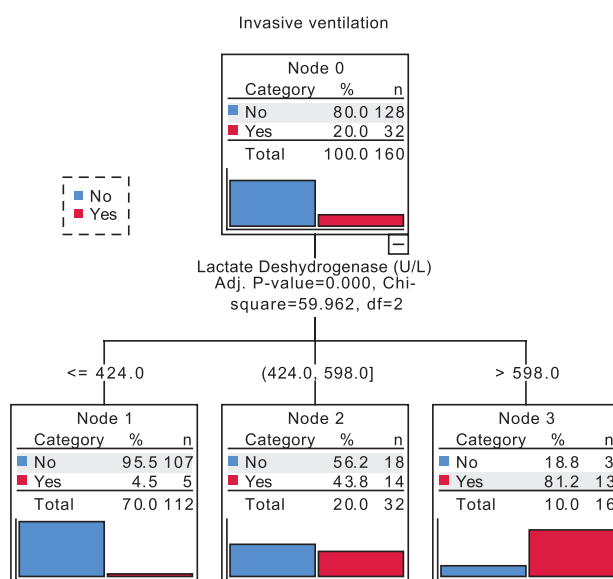 Invasive ventilation
Node 0
Category % n
No 80.0 128
Yes 20.0 32
Total 100.0 160
No
Yes
Lactate Deshydrogenase (U/L)
Adj. P-value=0.000, Chi-
square=59.962, df=2
<= 424.0
(424.0, 598.0]
> 598.0
Node 1
Category % n
No 95.5 107
Yes 4.5 5
Total 70.0 112
Node 2
Category % n
No 56.2 18
Yes 43.8 14
Total 20.0 32
Node 3
Category % n
No 18.8 3
Yes 81.2 13
Total 10.0 16